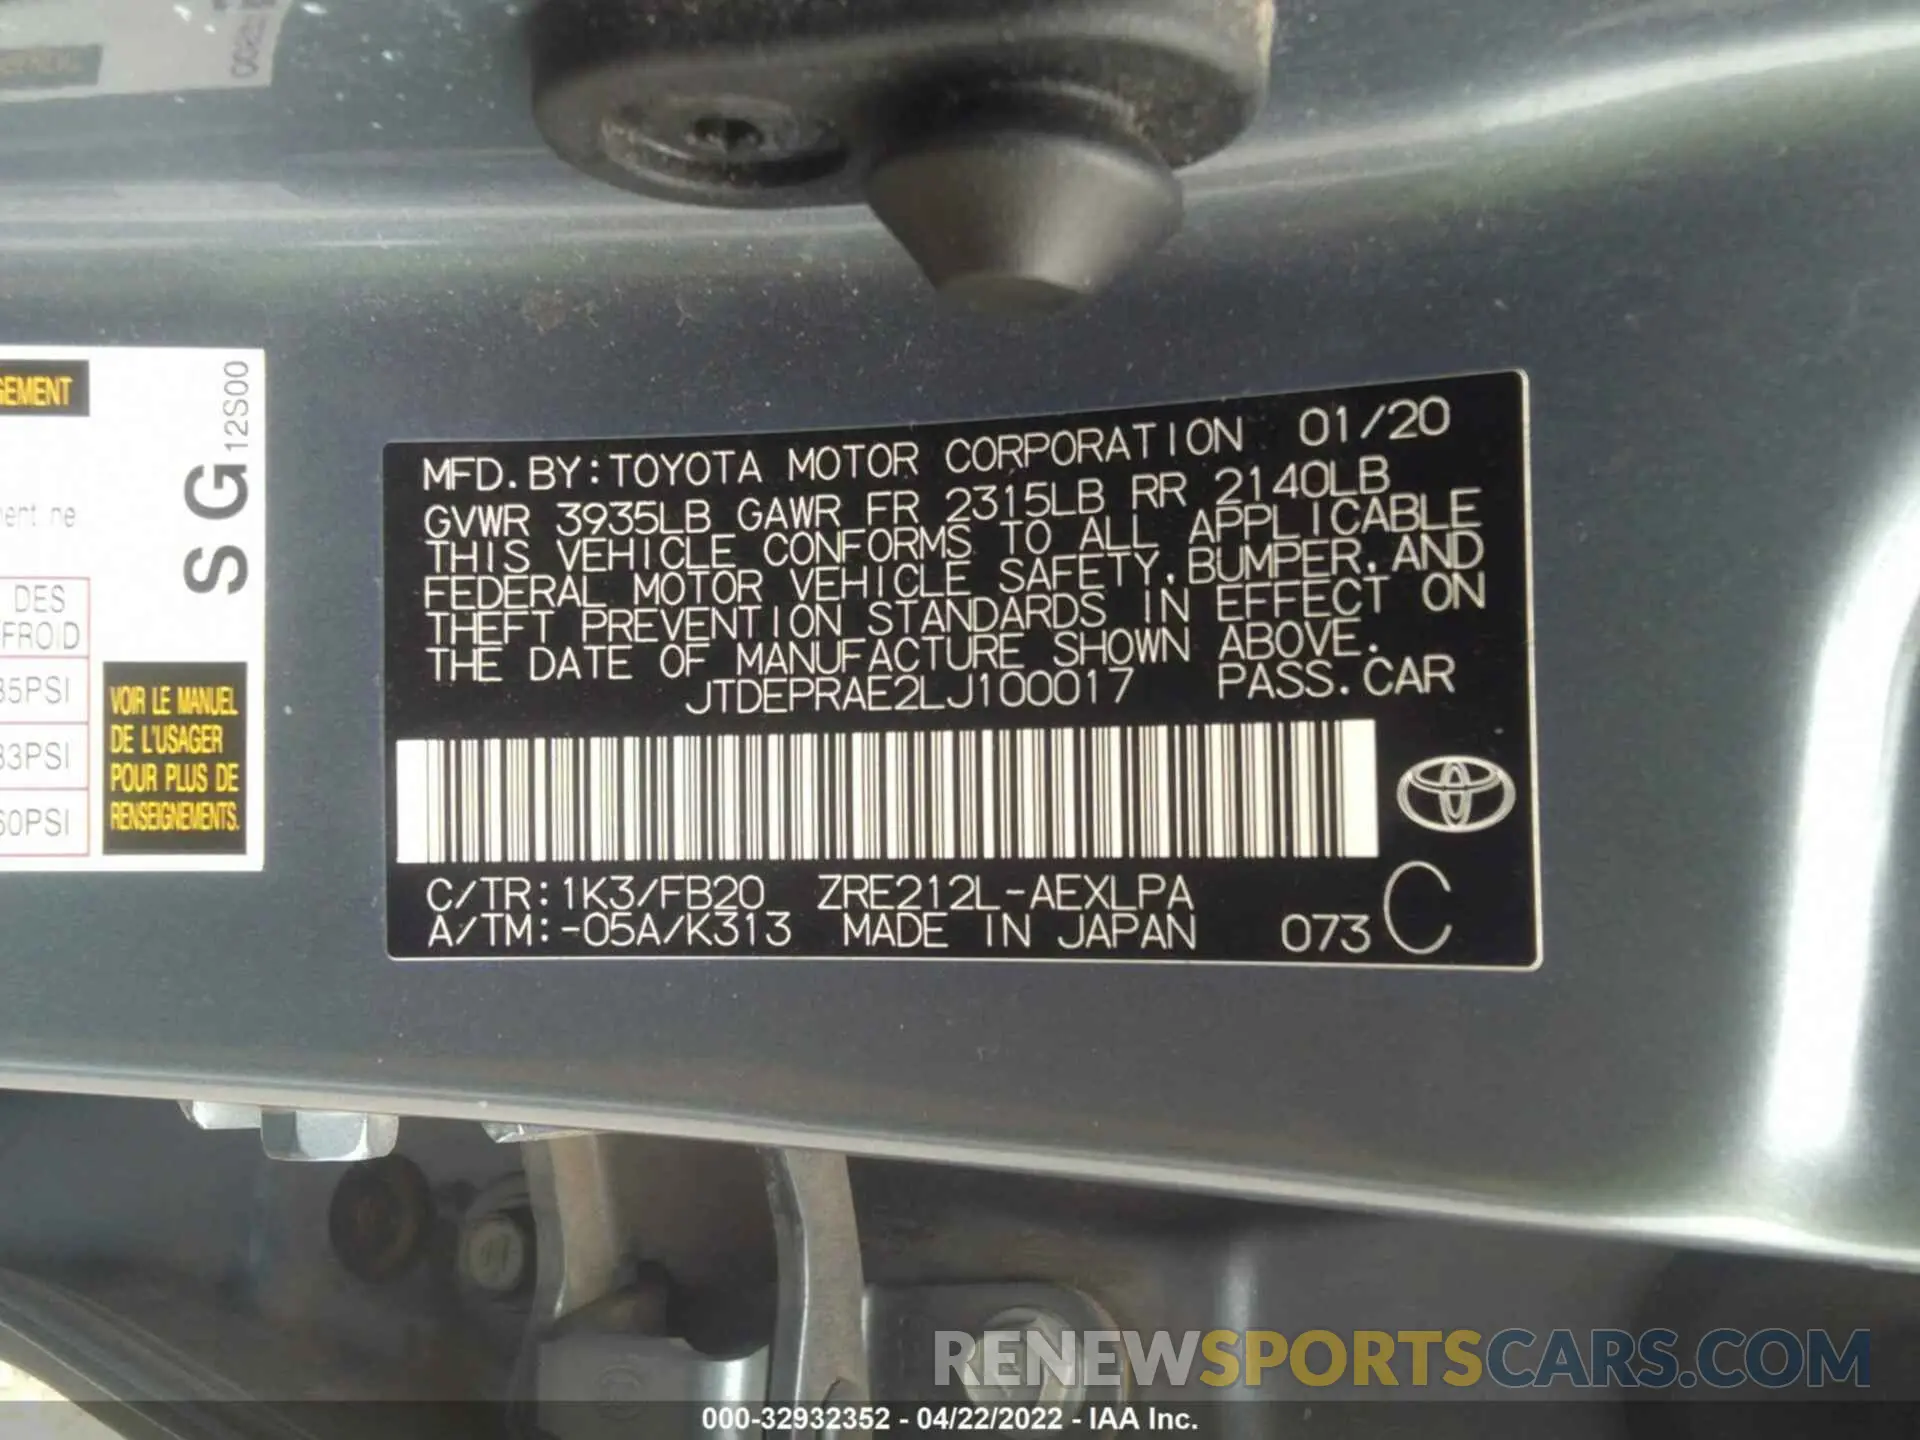 GEMENT
SG12S00
ment ne
DES
FROID
35PSI
33PSI
60PSI
VOIR LE MANUEL
DE L'USAGER
POUR PLUS DE
RENSEIGNEMENTS.
MFD.BY:TOYOTA MOTOR CORPORATION 01/20
GVWR 3935LB GAWR FR 2315LB RR 2140LB
THIS VEHICLE CONFORMS TO ALL APPLICABLE
FEDERAL MOTOR VEHICLE SAFETY,BUMPER,AND
THEFT PREVENTION STANDARDS IN EFFECT ON
THE DATE OF MANUFACTURE SHOWN ABOVE.
JTDEPRAE2LJ100017 PASS.CAR
C/TR:1K3/FB20 ZRE212L-AEXLPA
A/TM:-05A/K313 MADE IN JAPAN 073 C
RENEWSPORTSCARS.COM
000-32932352 - 04/22/2022 - IAA Inc.